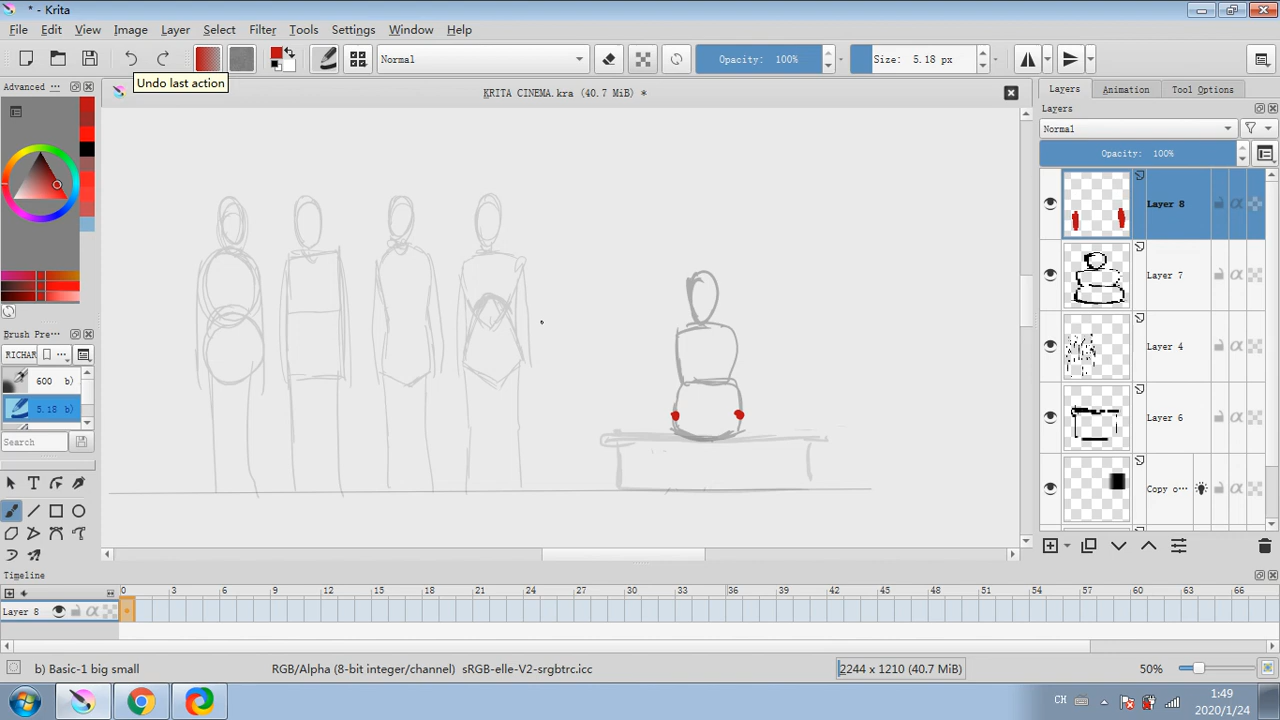 * - Krita
File Edit View Image Layer Select Filter Tools Settings Window Help
Normal
Opacity: 100%
Size: 5.18 px
Undo last action
Advanced ...
KRITA CINEMA.kra (40.7 MiB) *
Layers Animation Tool Options
Layers
Normal
Opacity: 100%
Layer 8
Layer 7
Layer 4
Layer 6
Copy o...
Brush Pre...
RICHAR ...
600 b)
5.18 b)
Search
Timeline
0 3 6 9 12 15 18 21 24 27 30 33 36 39 42 45 48 51 54 57 60 63 66
Layer 8
b) Basic-1 big small
RGB/Alpha (8-bit integer/channel) sRGB-elle-V2-srgbtrc.icc
2244 x 1210 (40.7 MiB)
50%
CH
1:49
2020/1/24